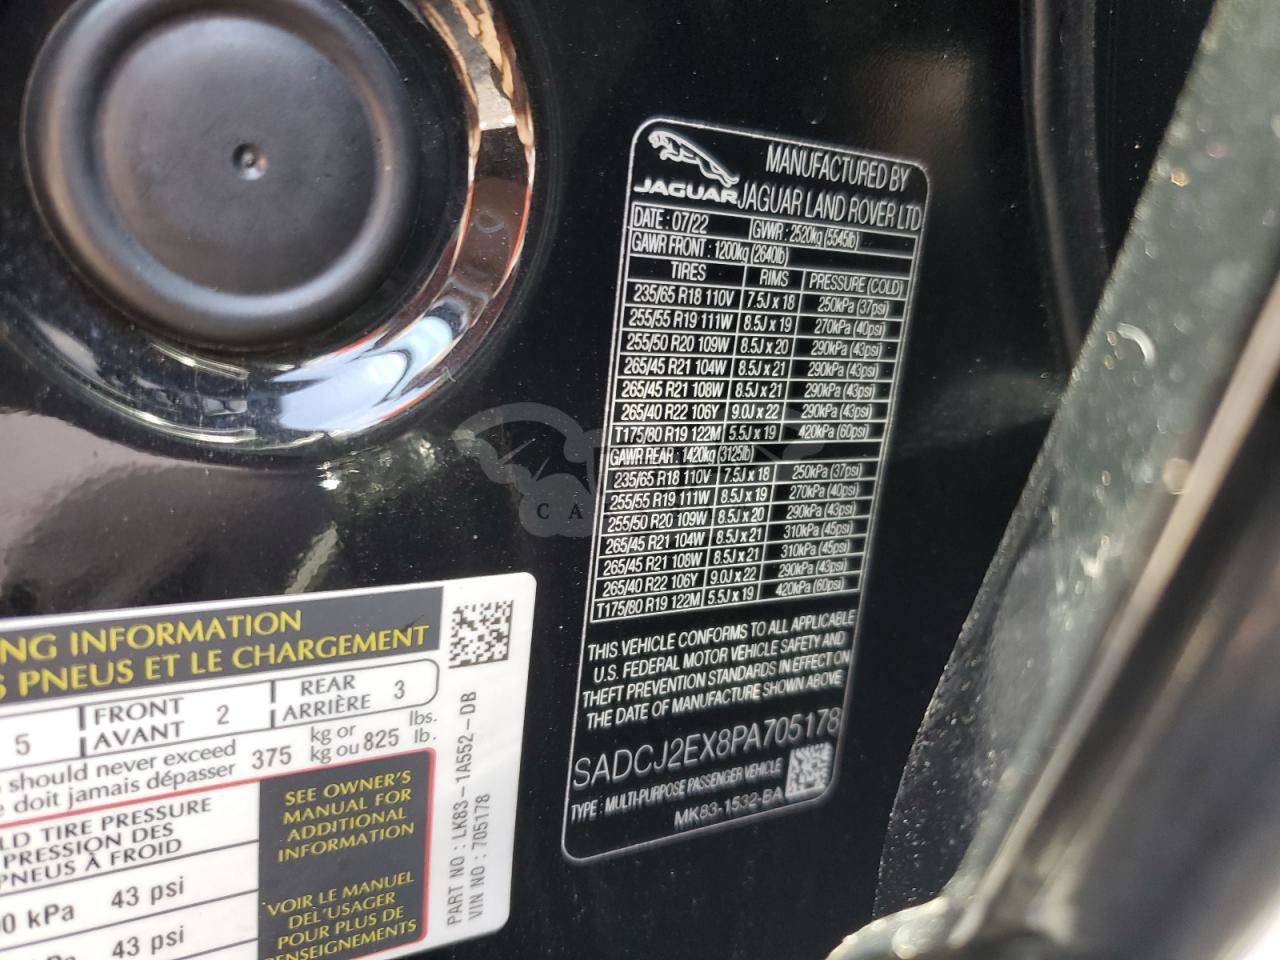 JAGUAR
MANUFACTURED BY
JAGUAR LAND ROVER LTD
DATE : 07/22 GVWR : 2520kg (5545lb)
GAWR FRONT : 1200kg (2640lb)
TIRES RIMS PRESSURE (COLD)
235/65 R18 110V 7.5J x 18 250kPa (37psi)
255/55 R19 111W 8.5J x 19 270kPa (40psi)
255/50 R20 109W 8.5J x 20 290kPa (43psi)
265/45 R21 104W 8.5J x 21 290kPa (43psi)
265/45 R21 108W 8.5J x 21 290kPa (43psi)
265/40 R22 106Y 9.0J x 22 290kPa (43psi)
T175/80 R19 122M 5.5J x 19 420kPa (60psi)
GAWR REAR : 1420kg (3125lb)
235/65 R18 110V 7.5J x 18 250kPa (37psi)
255/55 R19 111W 8.5J x 19 270kPa (40psi)
255/50 R20 109W 8.5J x 20 290kPa (43psi)
265/45 R21 104W 8.5J x 21 310kPa (45psi)
265/45 R21 108W 8.5J x 21 310kPa (45psi)
265/40 R22 106Y 9.0J x 22 290kPa (43psi)
T175/80 R19 122M 5.5J x 19 420kPa (60psi)
THIS VEHICLE CONFORMS TO ALL APPLICABLE
U.S. FEDERAL MOTOR VEHICLE SAFETY AND
THEFT PREVENTION STANDARDS IN EFFECT ON
THE DATE OF MANUFACTURE SHOWN ABOVE
SADCJ2EX8PA705178
TYPE : MULTI-PURPOSE PASSENGER VEHICLE
MK83-1532-BA
C A
NG INFORMATION
PNEUS ET LE CHARGEMENT
5 FRONT 2 REAR 3
AVANT ARRIÈRE
should never exceed 375 kg or 825 lbs.
doit jamais dépasser kg ou lb.
LD TIRE PRESSURE
PRESSION DES
PNEUS À FROID
kPa 43 psi
43 psi
SEE OWNER'S
MANUAL FOR
ADDITIONAL
INFORMATION
VOIR LE MANUEL
DEL'USAGER
POUR PLUS DE
ENSEIGNEMENTS
PART NO : LK83-1A552-DB
VIN NO : 705178